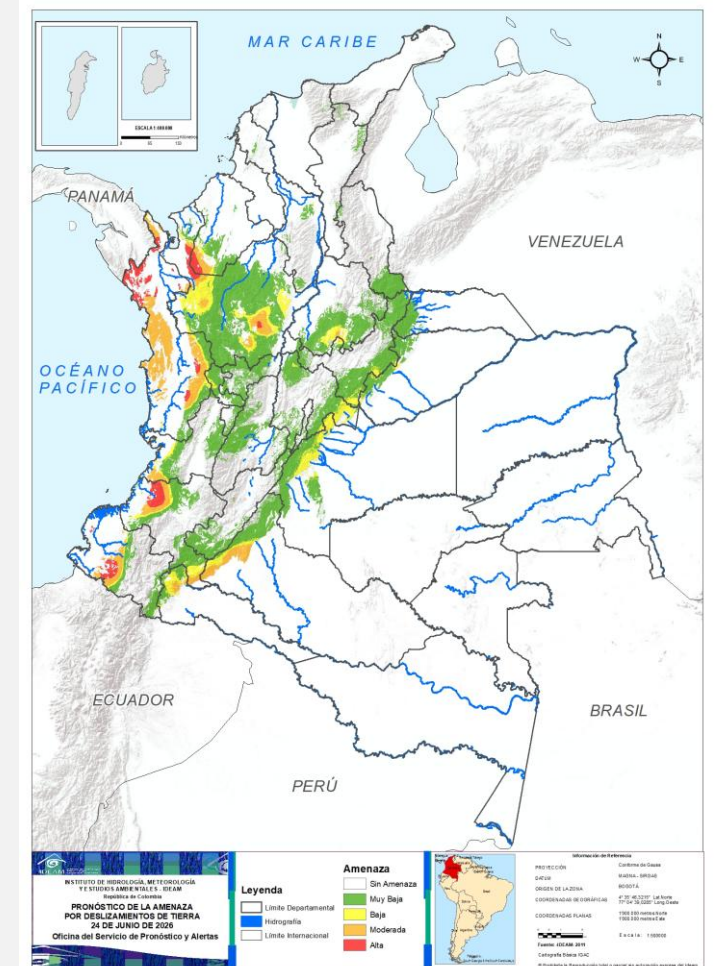 MAR CARIBE
N
W
E
S
ESCALA 1:
PANAMÁ
VENEZUELA
OCÉANO
PACÍFICO
ECUADOR
BRASIL
PERÚ
IDEAM
INSTITUTO DE HIDROLOGÍA, METEOROLOGÍA
Y ESTUDIOS AMBIENTALES - IDEAM
República de Colombia
PRONÓSTICO DE LA AMENAZA
POR DESLIZAMIENTOS DE TIERRA
24 DE JUNIO DE 2026
Oficina del Servicio de Pronóstico y Alertas
Leyenda
Límite Departamental
Hidrografía
Límite Internacional
Amenaza
Sin Amenaza
Muy Baja
Baja
Moderada
Alta
Información de Referencia
PROYECCIÓN Conforme de Gauss
DATUM MAGNA - SIRGAS
ORIGEN DE LA ZONA BOGOTÁ
COORDENADAS GEOGRÁFICAS
COORDENADAS PLANAS
Escala:
Fuente: IDEAM
Cartografía Básica IGAC